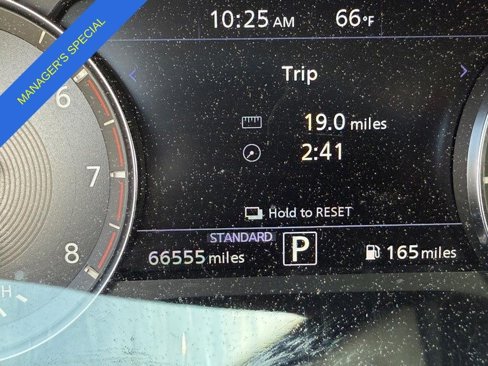 MANAGER'S SPECIAL
10:25 AM 66°F
Trip
19.0 miles
2:41
Hold to RESET
STANDARD
66555 miles
P
165 miles
6
7
8
H